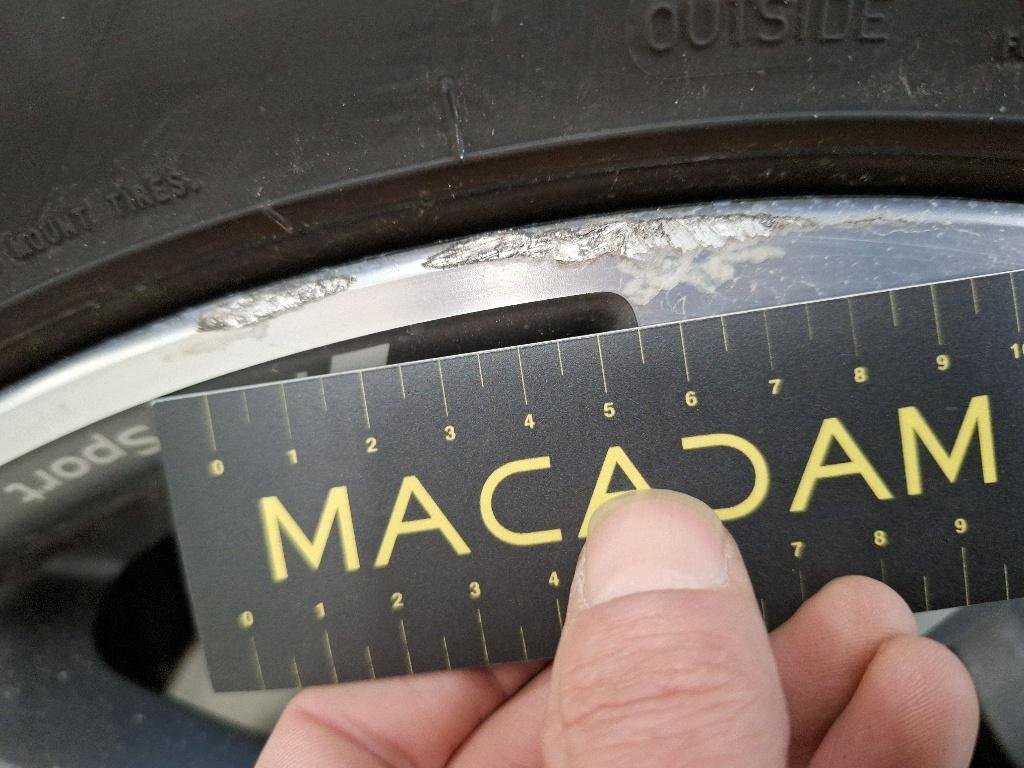 OUTSIDE
MOUNT TIRES.
Sport
0 1 2 3 4 5 6 7 8 9 10
MACADAM
0 1 2 3 4 7 8 9